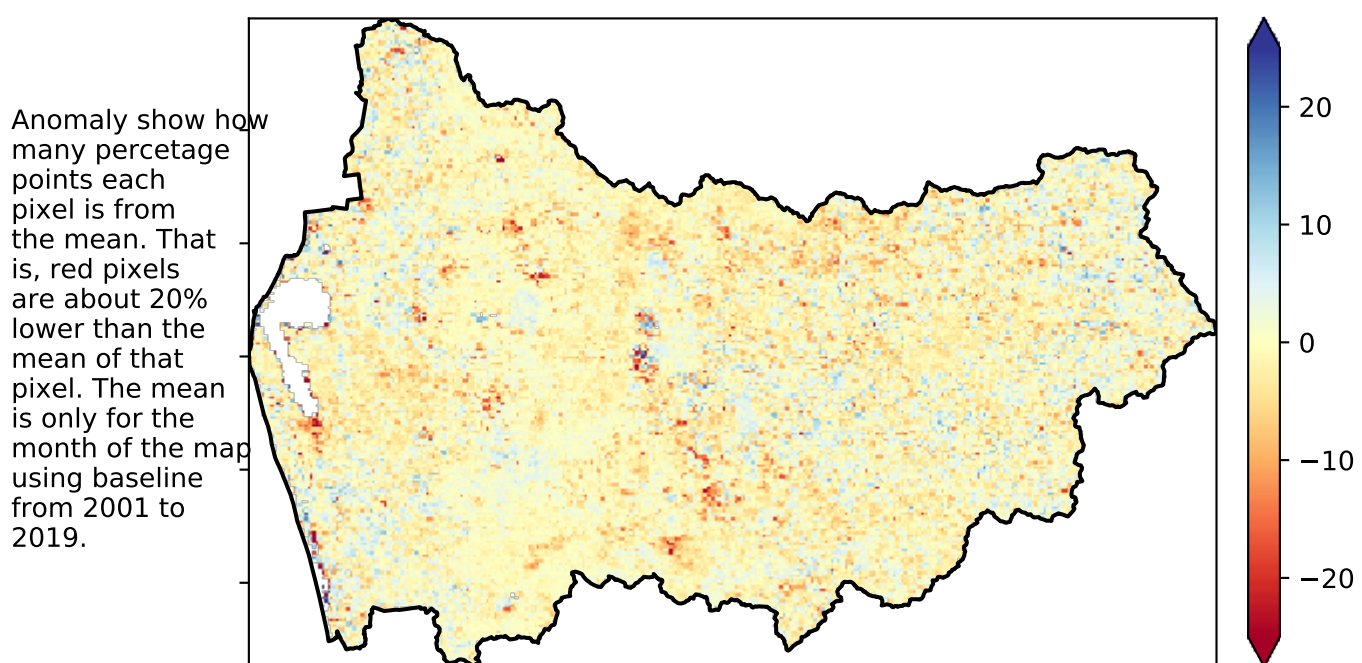 Anomaly show how
many percetage
points each
pixel is from
the mean. That
is, red pixels
are about 20%
lower than the
mean of that
pixel. The mean
is only for the
month of the map
using baseline
from 2001 to
2019.
20
10
0
−10
−20